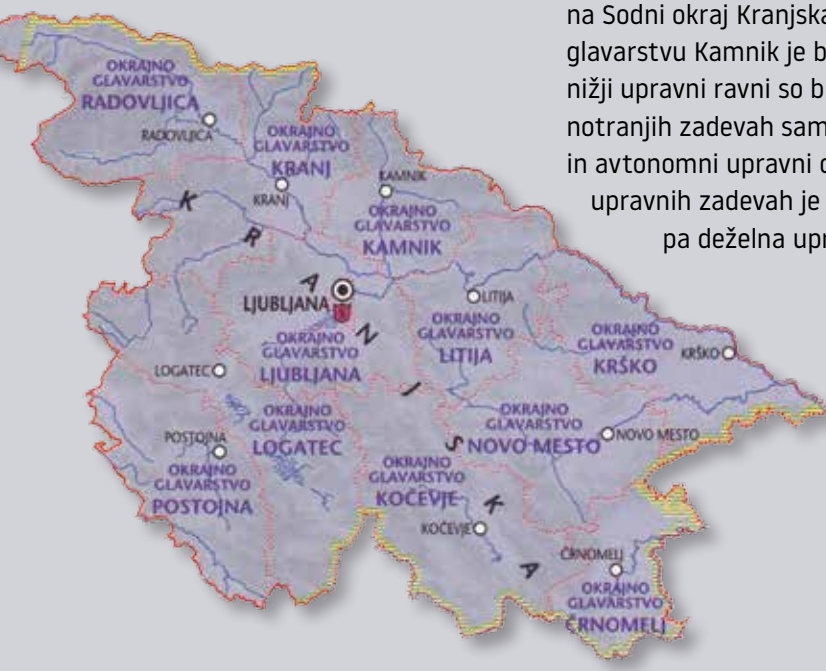 na Sodni okraj Kranjska
glavarstvu Kamnik je b
nižji upravni ravni so b
notranjih zadevah sam
in avtonomni upravni o
upravnih zadevah je
pa deželna upr
OKRAJNO
GLAVARSTVO
RADOVLJICA
RADOVLJICA
OKRAJNO
GLAVARSTVO
KRANJ
KRANJ
KAMNIK
OKRAJNO
GLAVARSTVO
KAMNIK
KRANJSKA
LJUBLJANA
OKRAJNO
GLAVARSTVO
LJUBLJANA
LITIJA
OKRAJNO
GLAVARSTVO
LITIJA
OKRAJNO
GLAVARSTVO
KRŠKO
KRŠKO
LOGATEC
OKRAJNO
GLAVARSTVO
LOGATEC
POSTOJNA
OKRAJNO
GLAVARSTVO
POSTOJNA
OKRAJNO
GLAVARSTVO
NOVO MESTO
NOVO MESTO
OKRAJNO
GLAVARSTVO
KOČEVJE
KOČEVJE
ČRNOMELJ
OKRAJNO
GLAVARSTVO
ČRNOMELJ